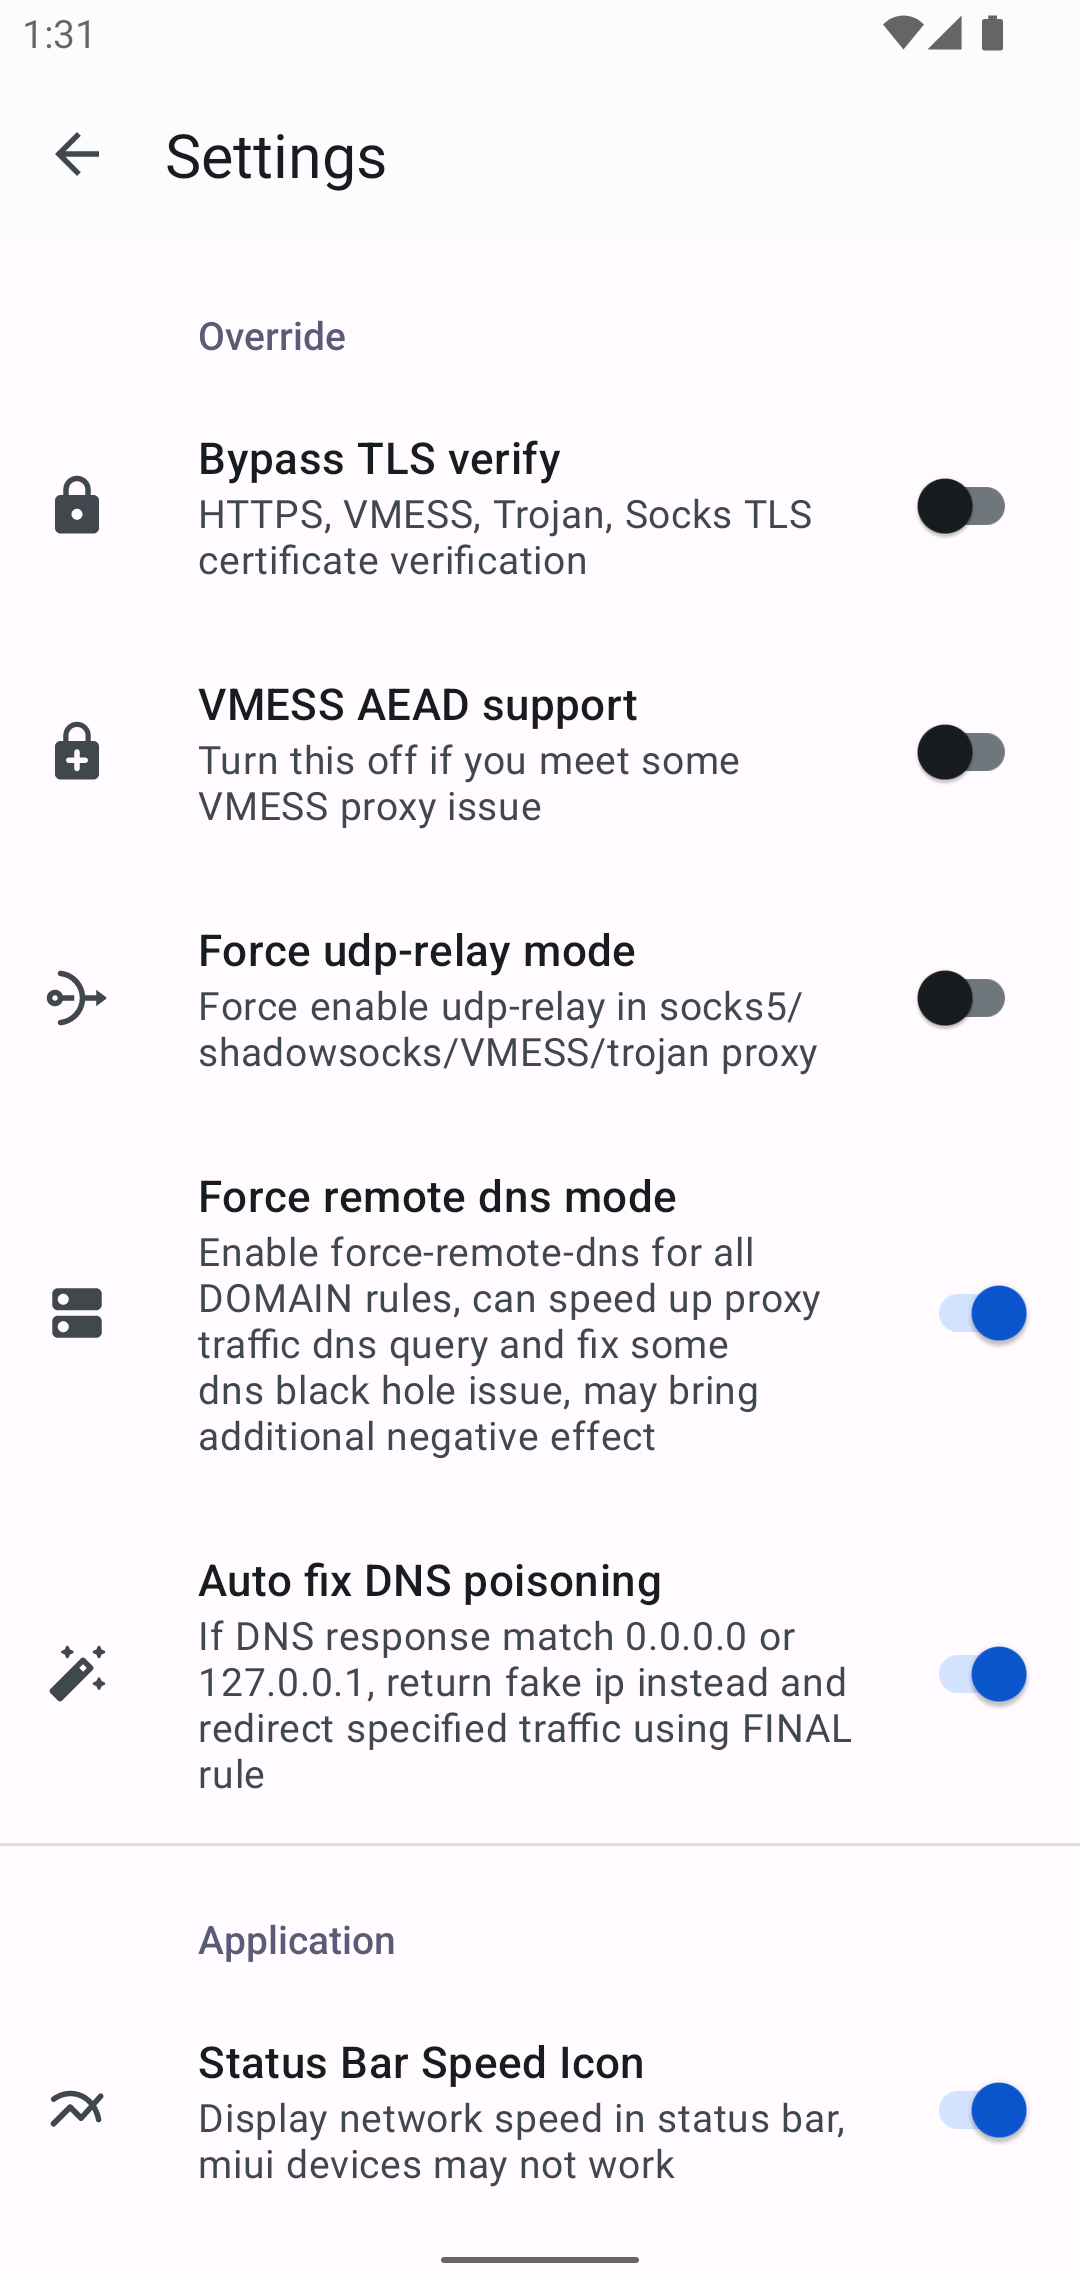 1:31
Settings
Override
Bypass TLS verify
HTTPS, VMESS, Trojan, Socks TLS
certificate verification
VMESS AEAD support
Turn this off if you meet some
VMESS proxy issue
Force udp-relay mode
Force enable udp-relay in socks5/
shadowsocks/VMESS/trojan proxy
Force remote dns mode
Enable force-remote-dns for all
DOMAIN rules, can speed up proxy
traffic dns query and fix some
dns black hole issue, may bring
additional negative effect
Auto fix DNS poisoning
If DNS response match 0.0.0.0 or
127.0.0.1, return fake ip instead and
redirect specified traffic using FINAL
rule
Application
Status Bar Speed Icon
Display network speed in status bar,
miui devices may not work